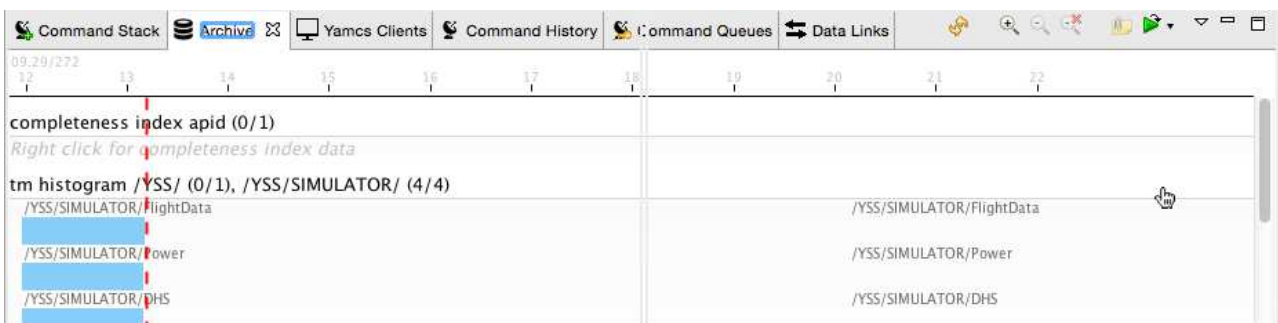 Command Stack Archive Yamcs Clients Command History Command Queues Data Links
09.29/272
12 13 14 15 16 17 18 19 20 21 22
completeness index apid (0/1)
Right click for completeness index data
tm histogram /YSS/ (0/1), /YSS/SIMULATOR/ (4/4)
/YSS/SIMULATOR/FlightData /YSS/SIMULATOR/FlightData
/YSS/SIMULATOR/Power /YSS/SIMULATOR/Power
/YSS/SIMULATOR/DHS /YSS/SIMULATOR/DHS